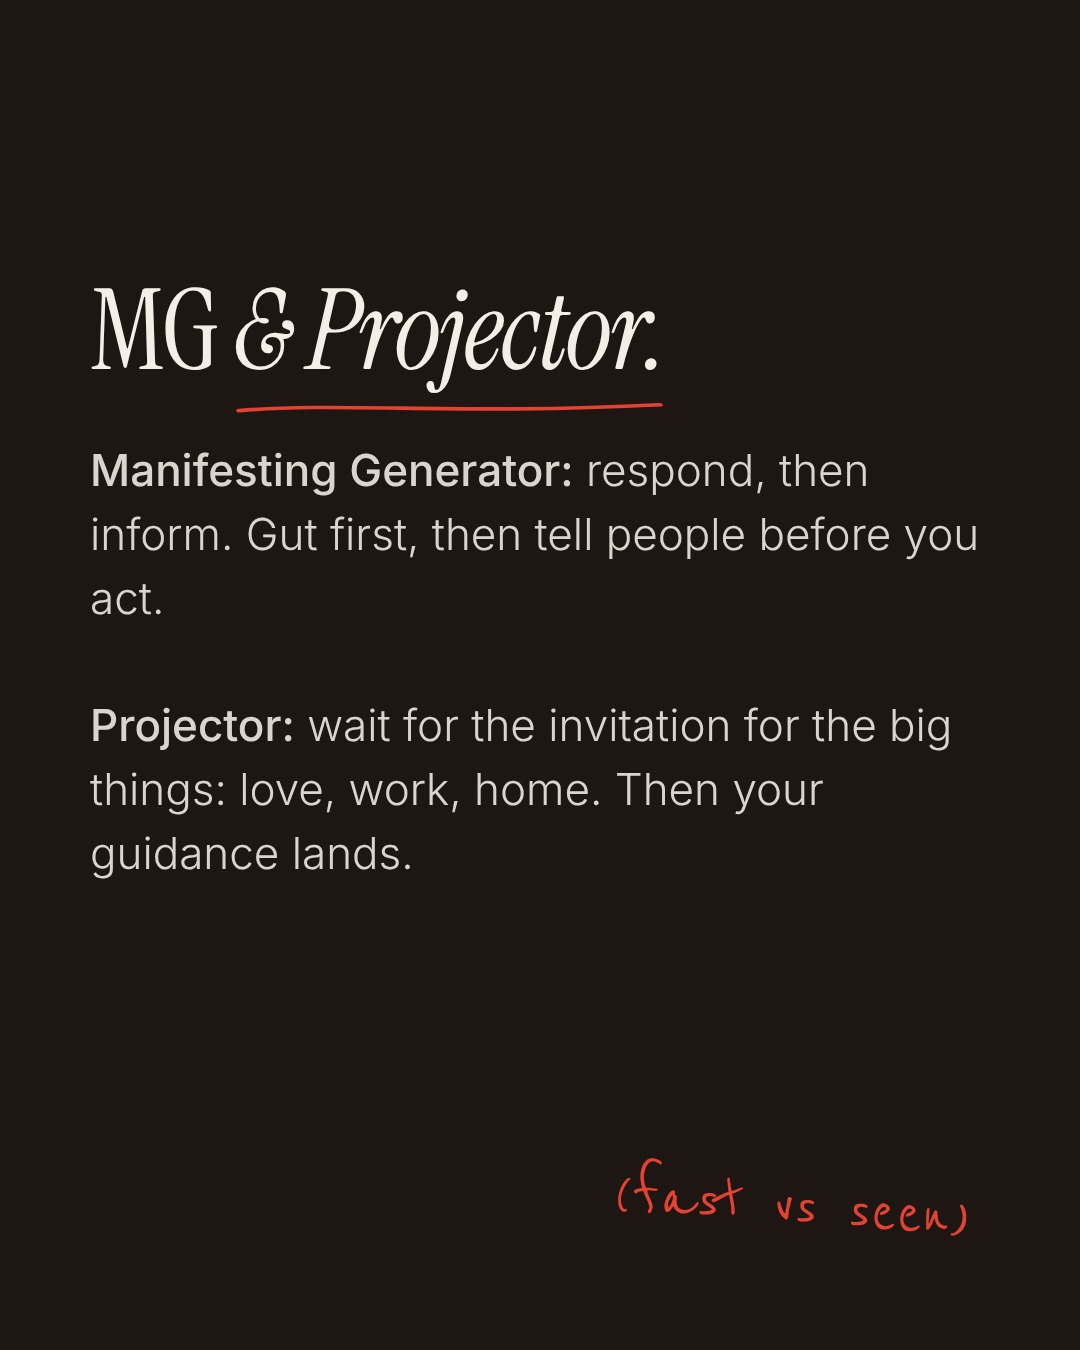 MG & Projector.
Manifesting Generator: respond, then
inform. Gut first, then tell people before you
act.
Projector: wait for the invitation for the big
things: love, work, home. Then your
guidance lands.
(fast vs seen)